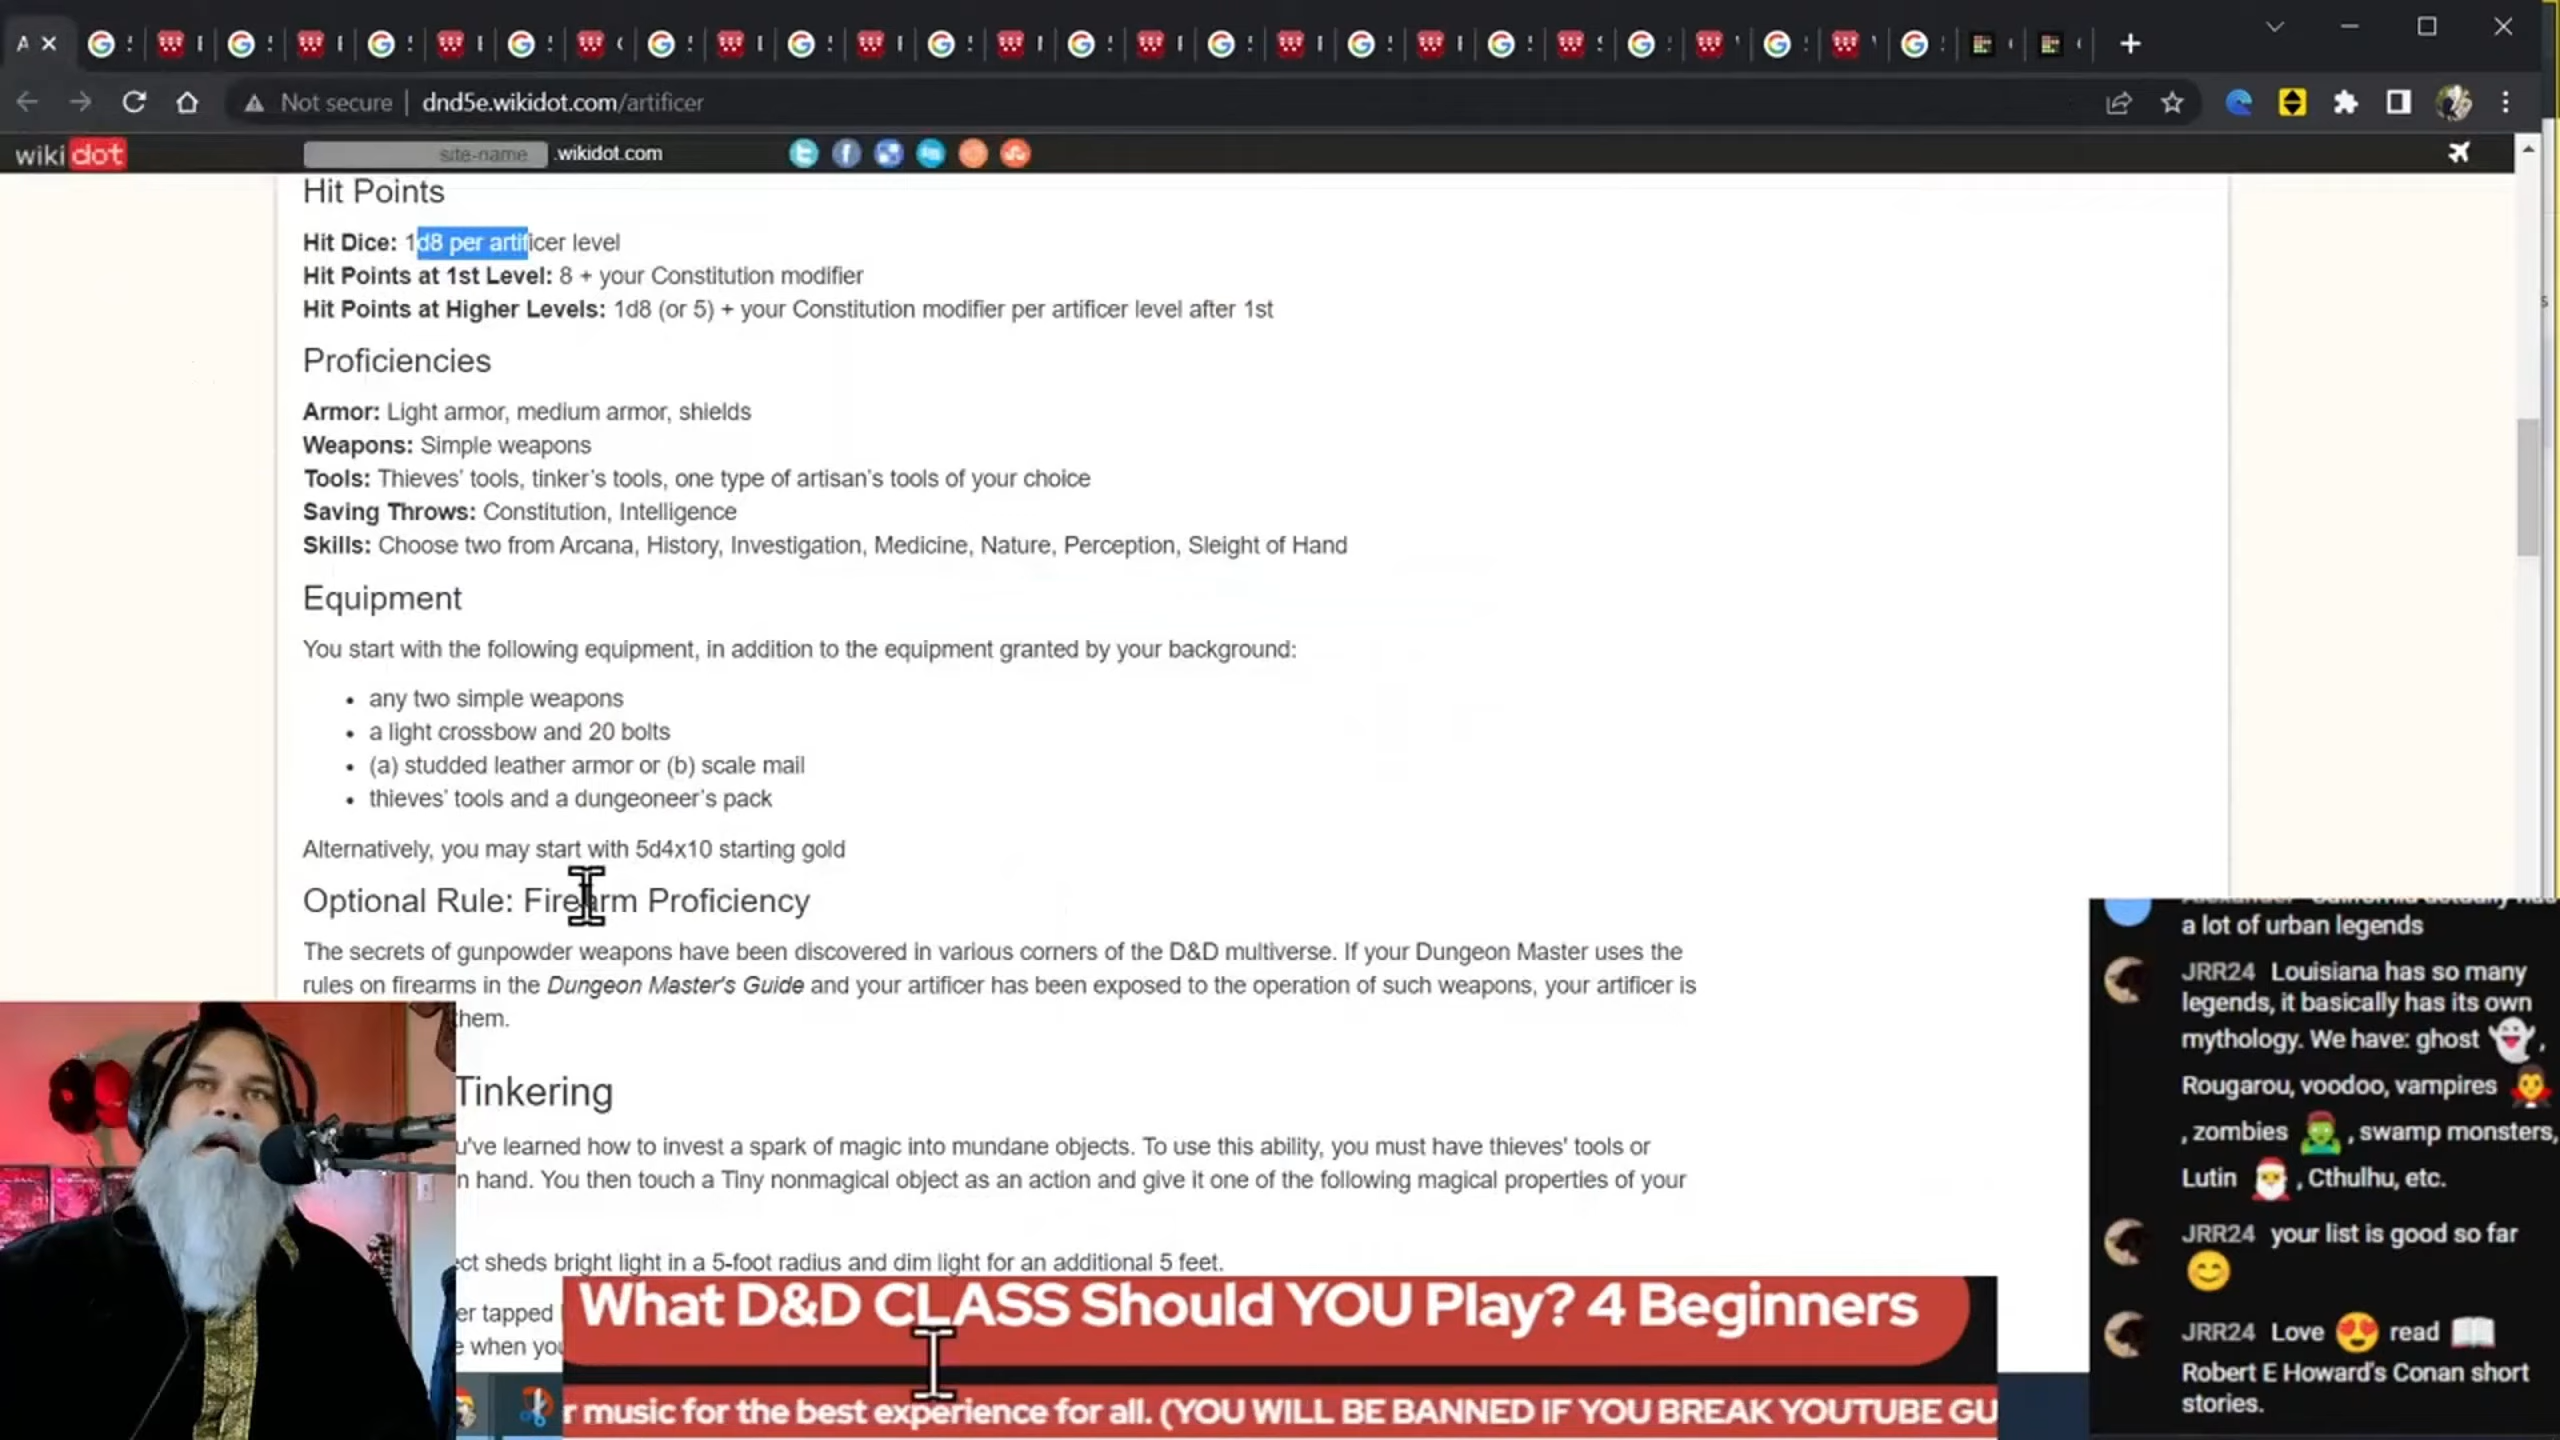 Not secure | dnd5e.wikidot.com/artificer
wikidot
site-name .wikidot.com
Hit Points
Hit Dice: 1d8 per artificer level
Hit Points at 1st Level: 8 + your Constitution modifier
Hit Points at Higher Levels: 1d8 (or 5) + your Constitution modifier per artificer level after 1st
Proficiencies
Armor: Light armor, medium armor, shields
Weapons: Simple weapons
Tools: Thieves' tools, tinker's tools, one type of artisan's tools of your choice
Saving Throws: Constitution, Intelligence
Skills: Choose two from Arcana, History, Investigation, Medicine, Nature, Perception, Sleight of Hand
Equipment
You start with the following equipment, in addition to the equipment granted by your background:
• any two simple weapons
• a light crossbow and 20 bolts
• (a) studded leather armor or (b) scale mail
• thieves' tools and a dungeoneer's pack
Alternatively, you may start with 5d4x10 starting gold
Optional Rule: Firearm Proficiency
The secrets of gunpowder weapons have been discovered in various corners of the D&D multiverse. If your Dungeon Master uses the
rules on firearms in the Dungeon Master's Guide and your artificer has been exposed to the operation of such weapons, your artificer is
them.
Tinkering
u've learned how to invest a spark of magic into mundane objects. To use this ability, you must have thieves' tools or
n hand. You then touch a Tiny nonmagical object as an action and give it one of the following magical properties of your
ect sheds bright light in a 5-foot radius and dim light for an additional 5 feet.
er tapped
e when you
What D&D CLASS Should YOU Play? 4 Beginners
r music for the best experience for all. (YOU WILL BE BANNED IF YOU BREAK YOUTUBE GU
a lot of urban legends
JRR24 Louisiana has so many
legends, it basically has its own
mythology. We have: ghost 👻,
Rougarou, voodoo, vampires 🧛
, zombies 🧟, swamp monsters,
Lutin 🎅, Cthulhu, etc.
JRR24 your list is good so far
😊
JRR24 Love 😍 read 📖
Robert E Howard's Conan short
stories.